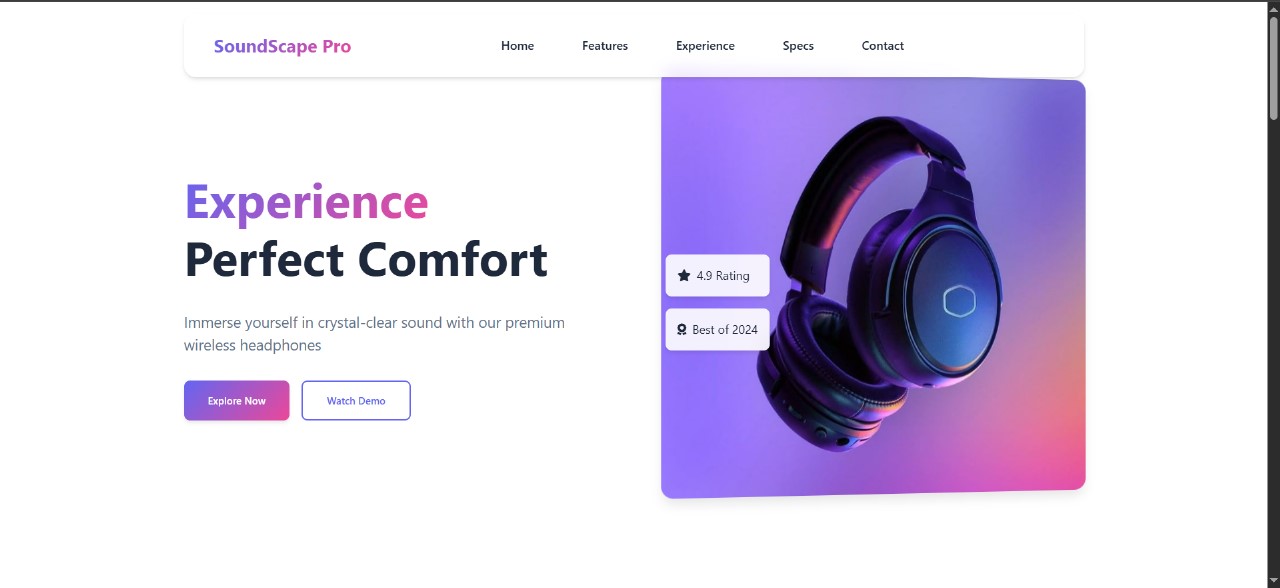 SoundScape Pro
Home
Features
Experience
Specs
Contact
Experience
Perfect Comfort
Immerse yourself in crystal-clear sound with our premium
wireless headphones
Explore Now
Watch Demo
4.9 Rating
Best of 2024